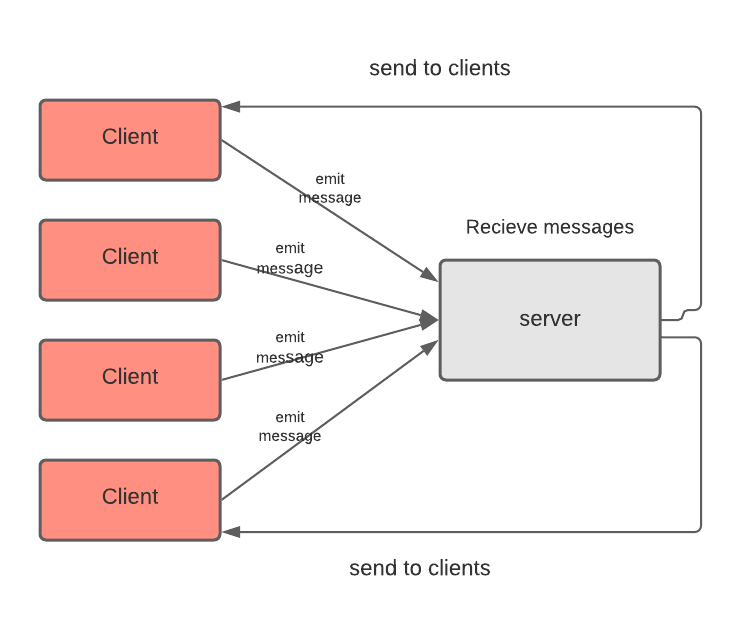 send to clients
Client
emit
message
Client
emit
message
Recieve messages
server
Client
emit
message
emit
message
Client
send to clients